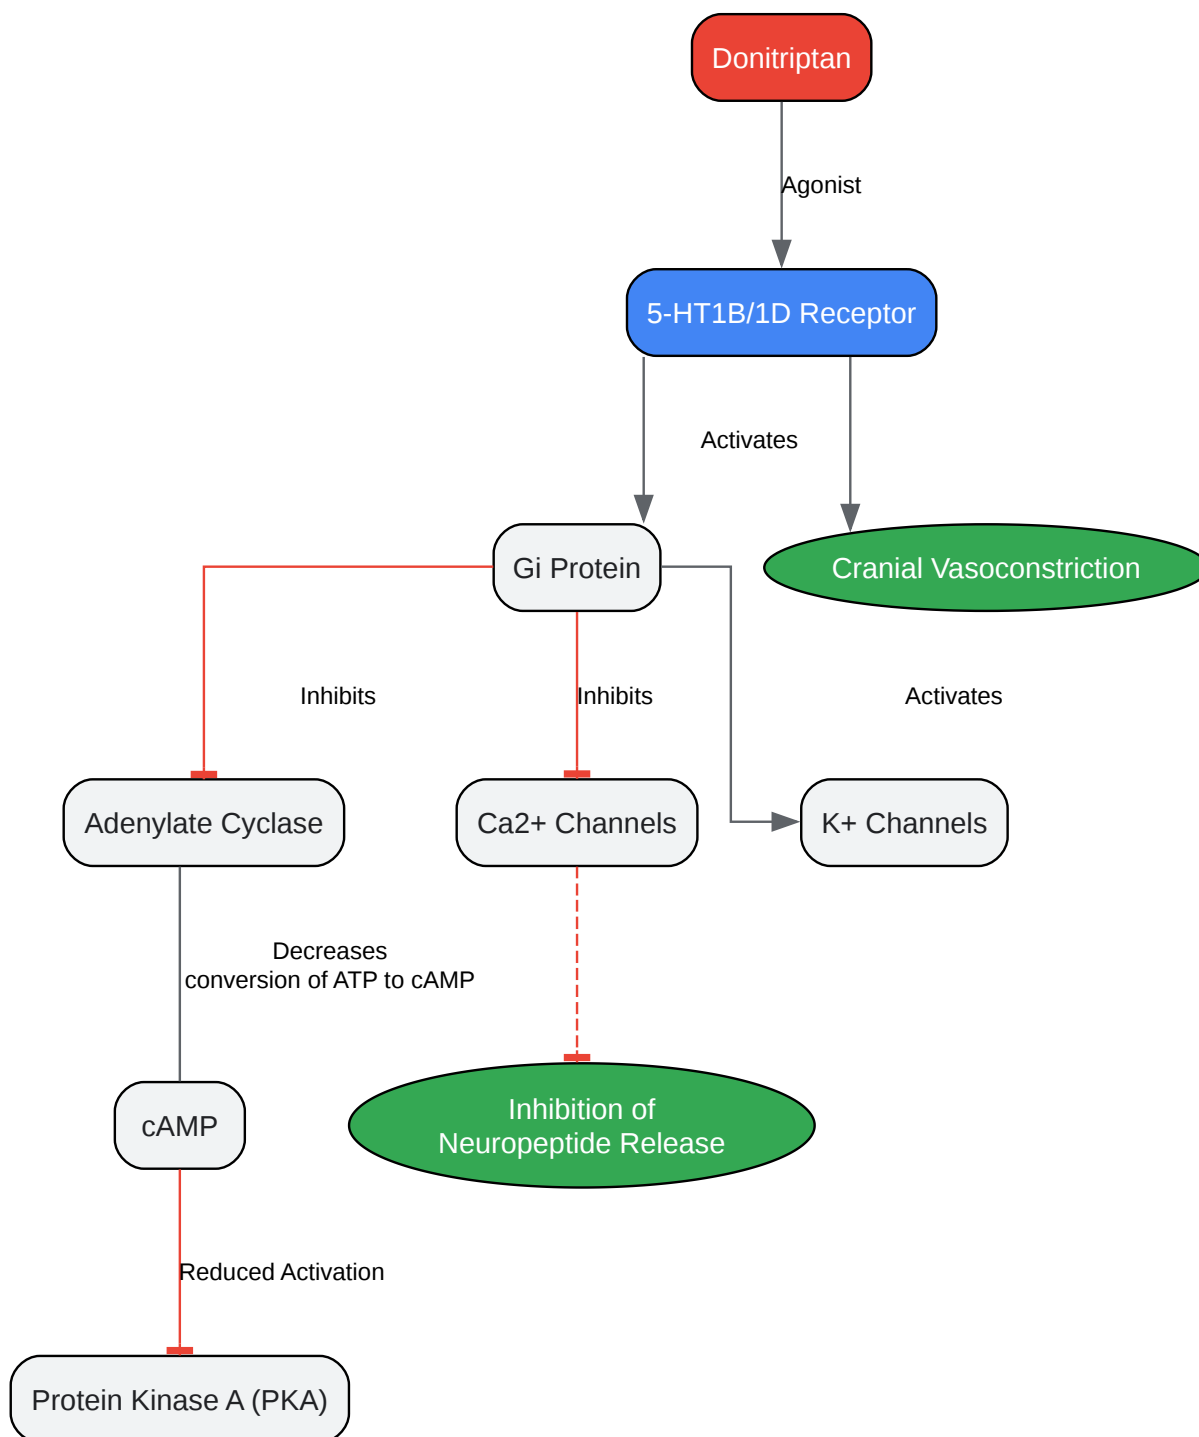 Donitriptan
Agonist
5-HT1B/1D Receptor
Activates
Gi Protein
Cranial Vasoconstriction
Inhibits
Inhibits
Activates
Adenylate Cyclase
Ca2+ Channels
K+ Channels
Decreases
conversion of ATP to cAMP
cAMP
Inhibition of
Neuropeptide Release
Reduced Activation
Protein Kinase A (PKA)